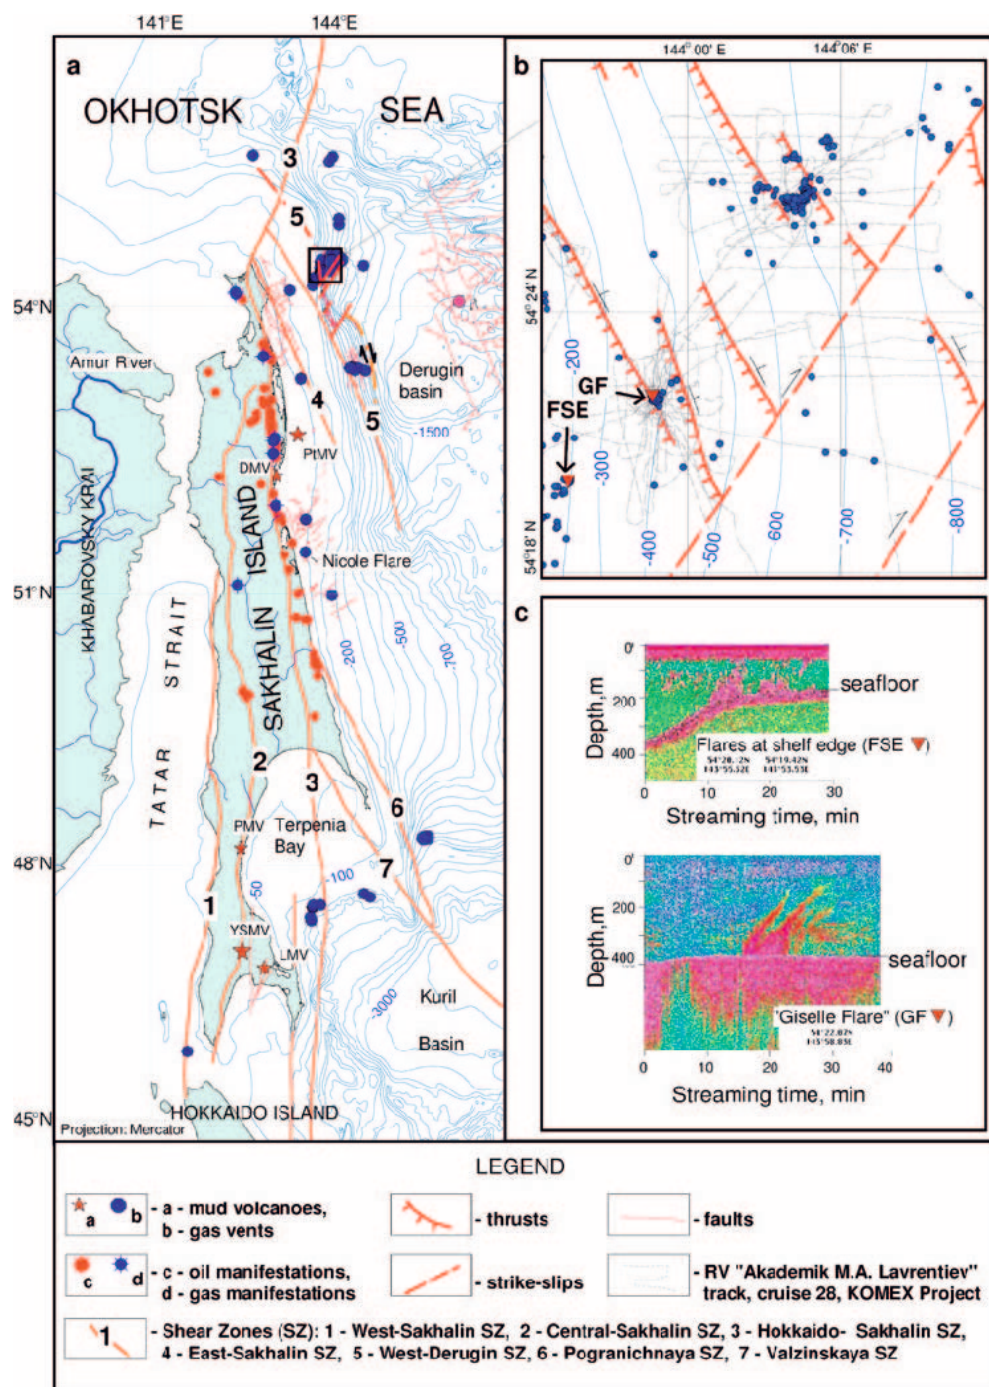 141°E
144°E
a
OKHOTSK SEA
3
5
54°N
Amur River
Derugin
basin
4
5
-1500
PtMV
DMV
KHABAROVSKY KRAI
ISLAND
SAKHALIN
Nicole Flare
51°N
TATAR STRAIT
-200
-500
-700
2
3
6
PMV
Terpenia
Bay
48°N
7
-100
-50
1
YSMV
LMV
-3000
Kuril
Basin
45°N
HOKKAIDO ISLAND
Projection: Mercator
144°00' E
144°06' E
b
54°24' N
-200
GF
FSE
-300
54°18' N
-400
-500
-600
-700
-800
c
0'
200
400
Depth,m
seafloor
Flares at shelf edge (FSE)
0
10
20
30
Streaming time, min
0'
200
400
Depth,m
seafloor
"Giselle Flare" (GF)
0
10
20
30
40
Streaming time, min
LEGEND
a b - a - mud volcanoes,
b - gas vents
- thrusts
- faults
c d - c - oil manifestations,
d - gas manifestations
- strike-slips
- RV "Akademik M.A. Lavrentiev"
track, cruise 28, KOMEX Project
1 - Shear Zones (SZ): 1 - West-Sakhalin SZ, 2 - Central-Sakhalin SZ, 3 - Hokkaido- Sakhalin SZ,
4 - East-Sakhalin SZ, 5 - West-Derugin SZ, 6 - Pogranichnaya SZ, 7 - Valzinskaya SZ